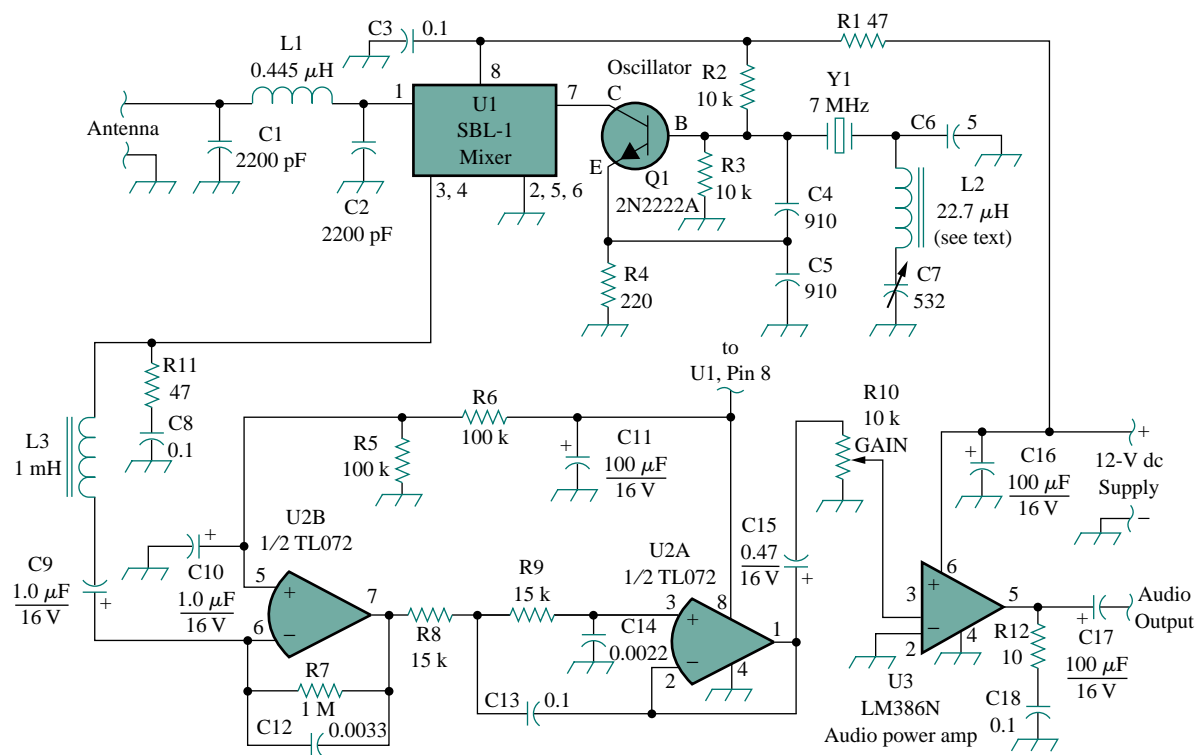 C3
0.1
R1 47
L1
0.445 μH
8
Oscillator
R2
10 k
Y1
7 MHz
1
U1
SBL-1
Mixer
7
C
B
E
C6
5
Antenna
C1
2200 pF
R3
10 k
Q1
2N2222A
L2
22.7 μH
(see text)
3, 4
2, 5, 6
C2
2200 pF
C4
910
R4
220
C5
910
C7
532
to
U1, Pin 8
R11
47
C8
0.1
L3
1 mH
R6
100 k
R5
100 k
+
C11
100 μF
16 V
R10
10 k
GAIN
+
C16
100 μF
16 V
+
12-V dc
Supply
−
U2B
1/2 TL072
+
C10
1.0 μF
16 V
C9
1.0 μF
16 V
+
5
+
6
−
7
R8
15 k
R9
15 k
U2A
1/2 TL072
C14
0.0022
3
+
8
2
−
4
1
C15
0.47
16 V
+
R7
1 M
C12
0.0033
C13
0.1
6
3
+
2
−
4
5
U3
LM386N
Audio power amp
R12
10
C18
0.1
+
C17
100 μF
16 V
Audio
Output